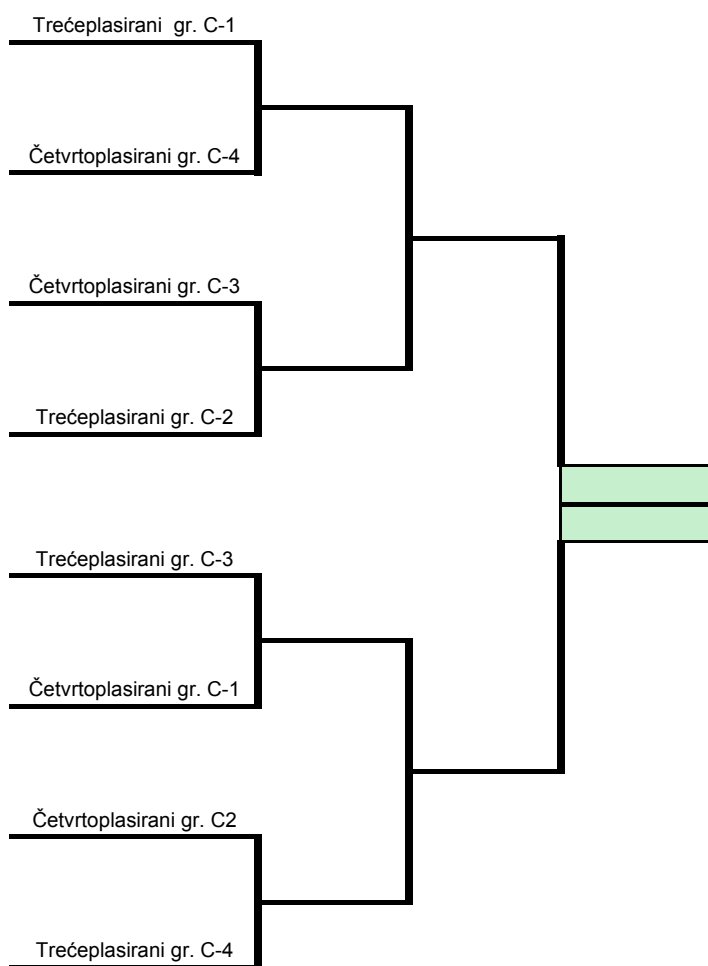 Trećeplasirani gr. C-1
Četvrtoplasirani gr. C-4
Četvrtoplasirani gr. C-3
Trećeplasirani gr. C-2
Trećeplasirani gr. C-3
Četvrtoplasirani gr. C-1
Četvrtoplasirani gr. C2
Trećeplasirani gr. C-4